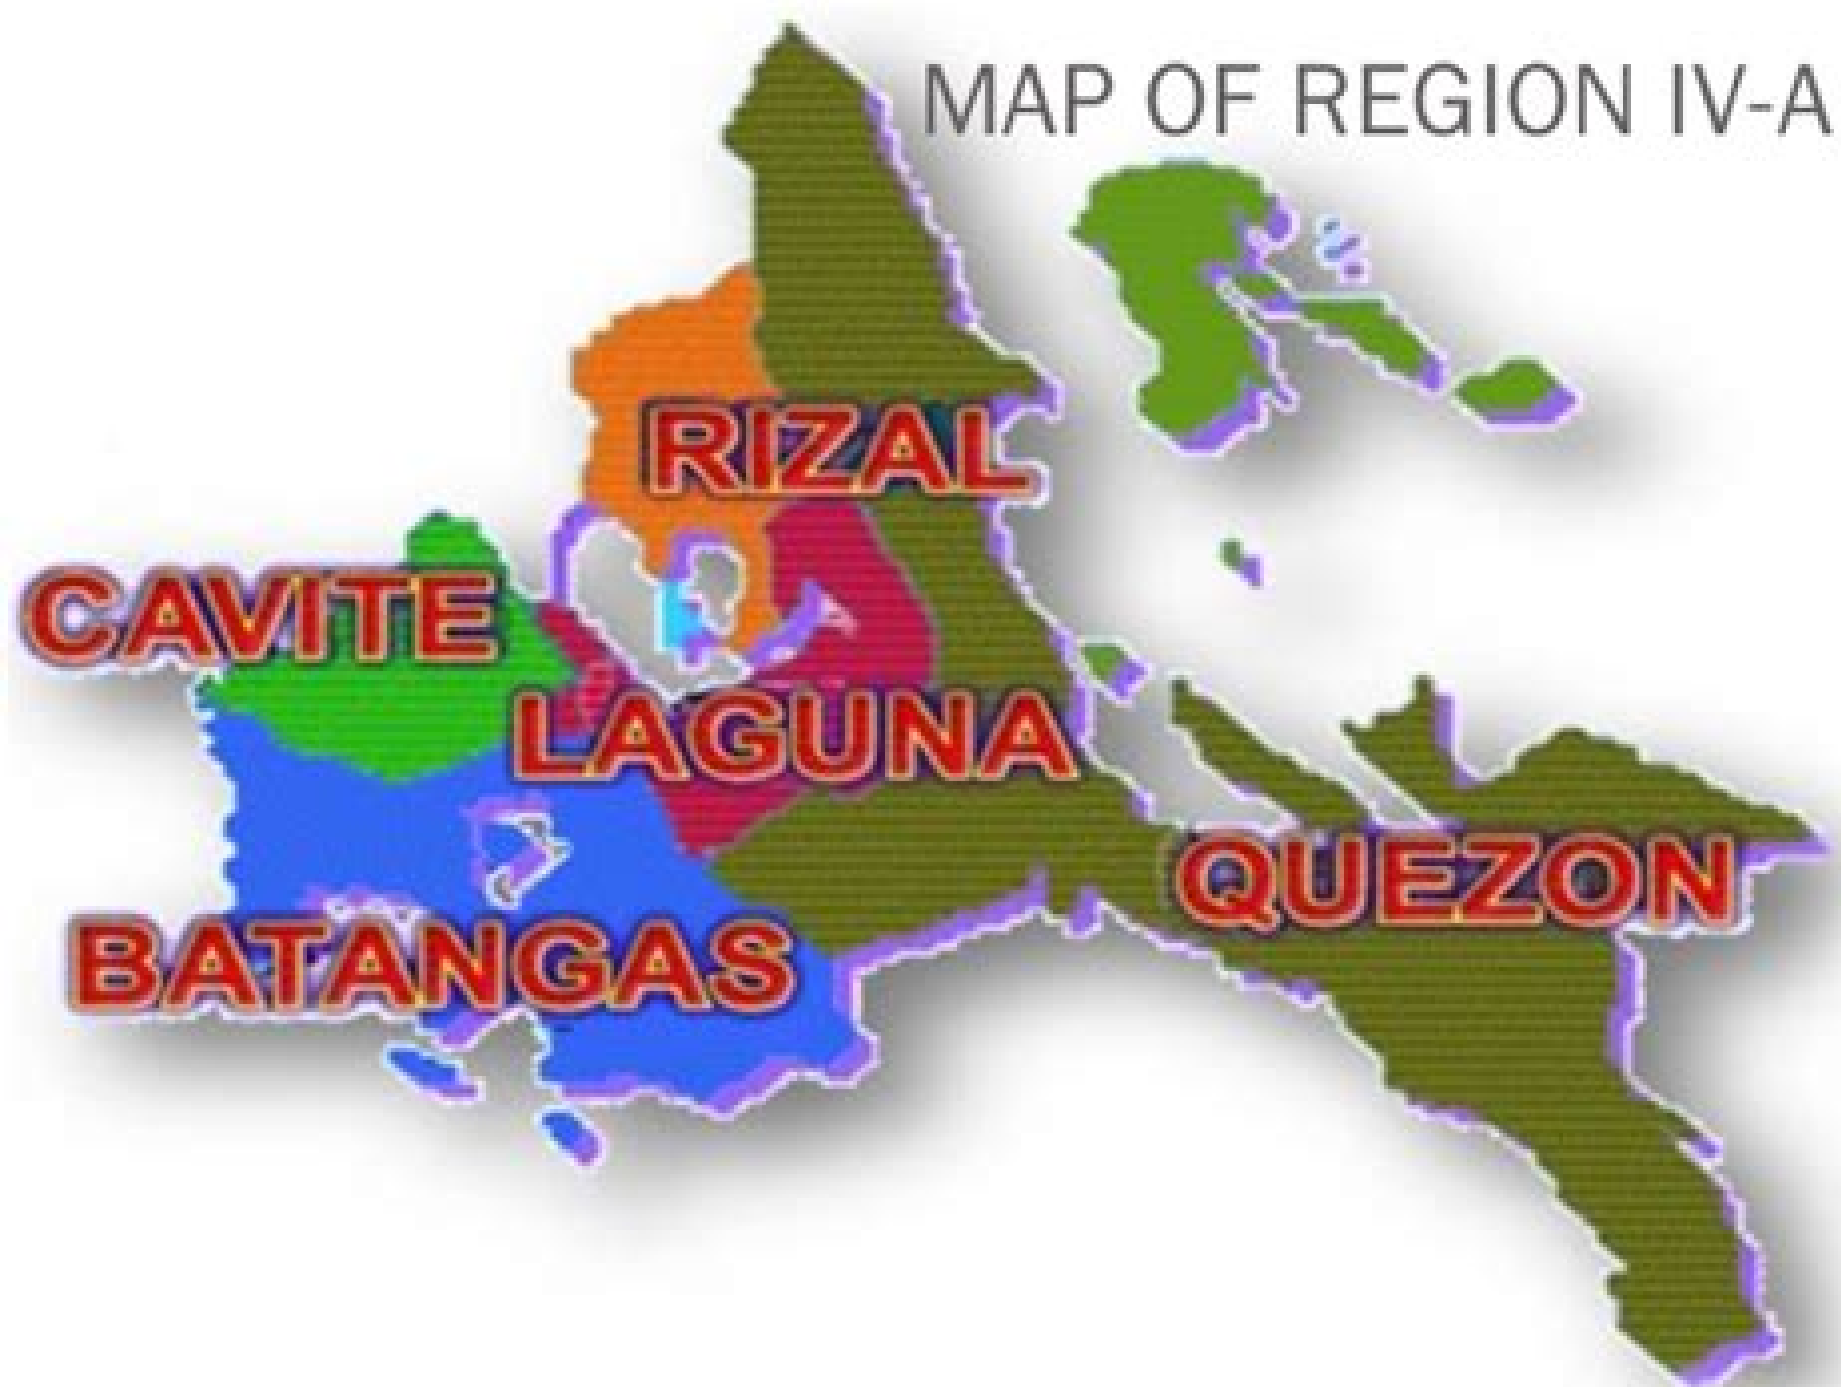 MAP OF REGION IV-A
RIZAL
CAVITE
LAGUNA
QUEZON
BATANGAS